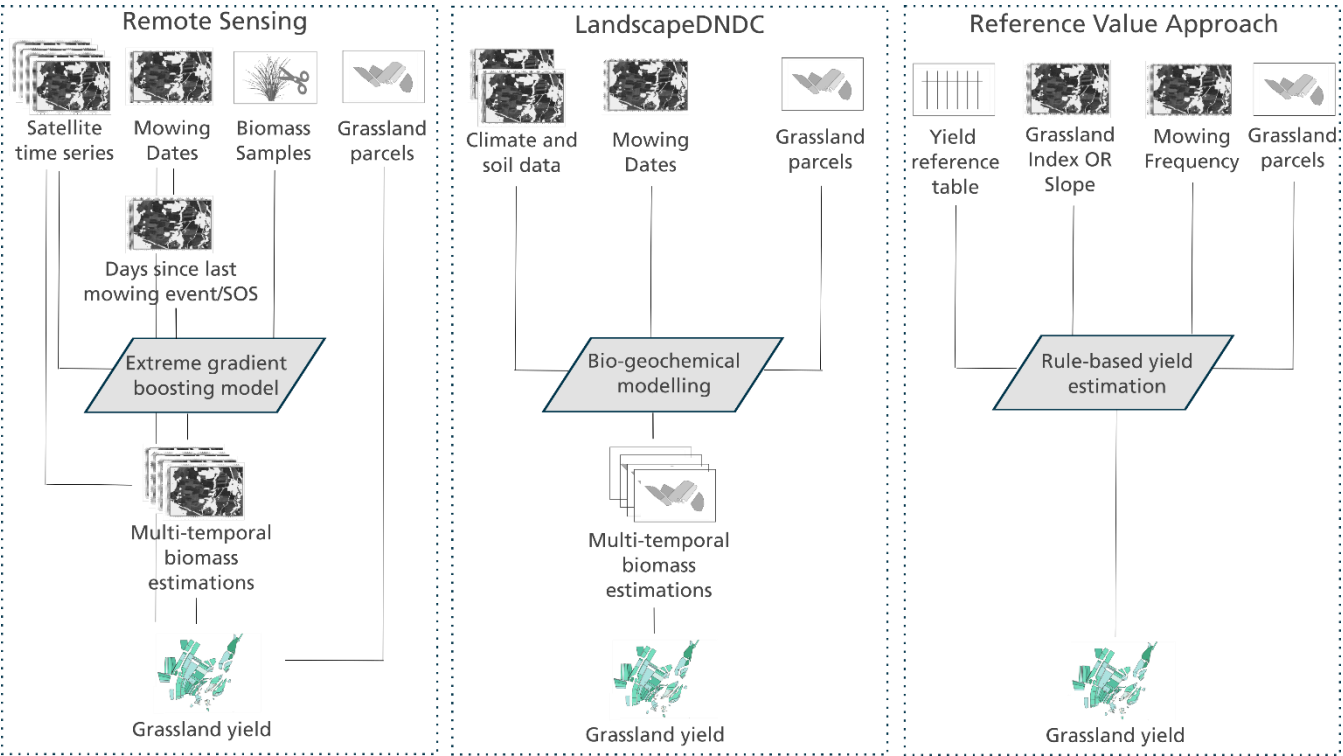 Remote Sensing
Satellite
time series
Mowing
Dates
Biomass
Samples
Grassland
parcels
Days since last
mowing event/SOS
Extreme gradient
boosting model
Multi-temporal
biomass
estimations
Grassland yield
LandscapeDNDC
Climate and
soil data
Mowing
Dates
Grassland
parcels
Bio-geochemical
modelling
Multi-temporal
biomass
estimations
Grassland yield
Reference Value Approach
Yield
reference
table
Grassland
Index OR
Slope
Mowing
Frequency
Grassland
parcels
Rule-based yield
estimation
Grassland yield